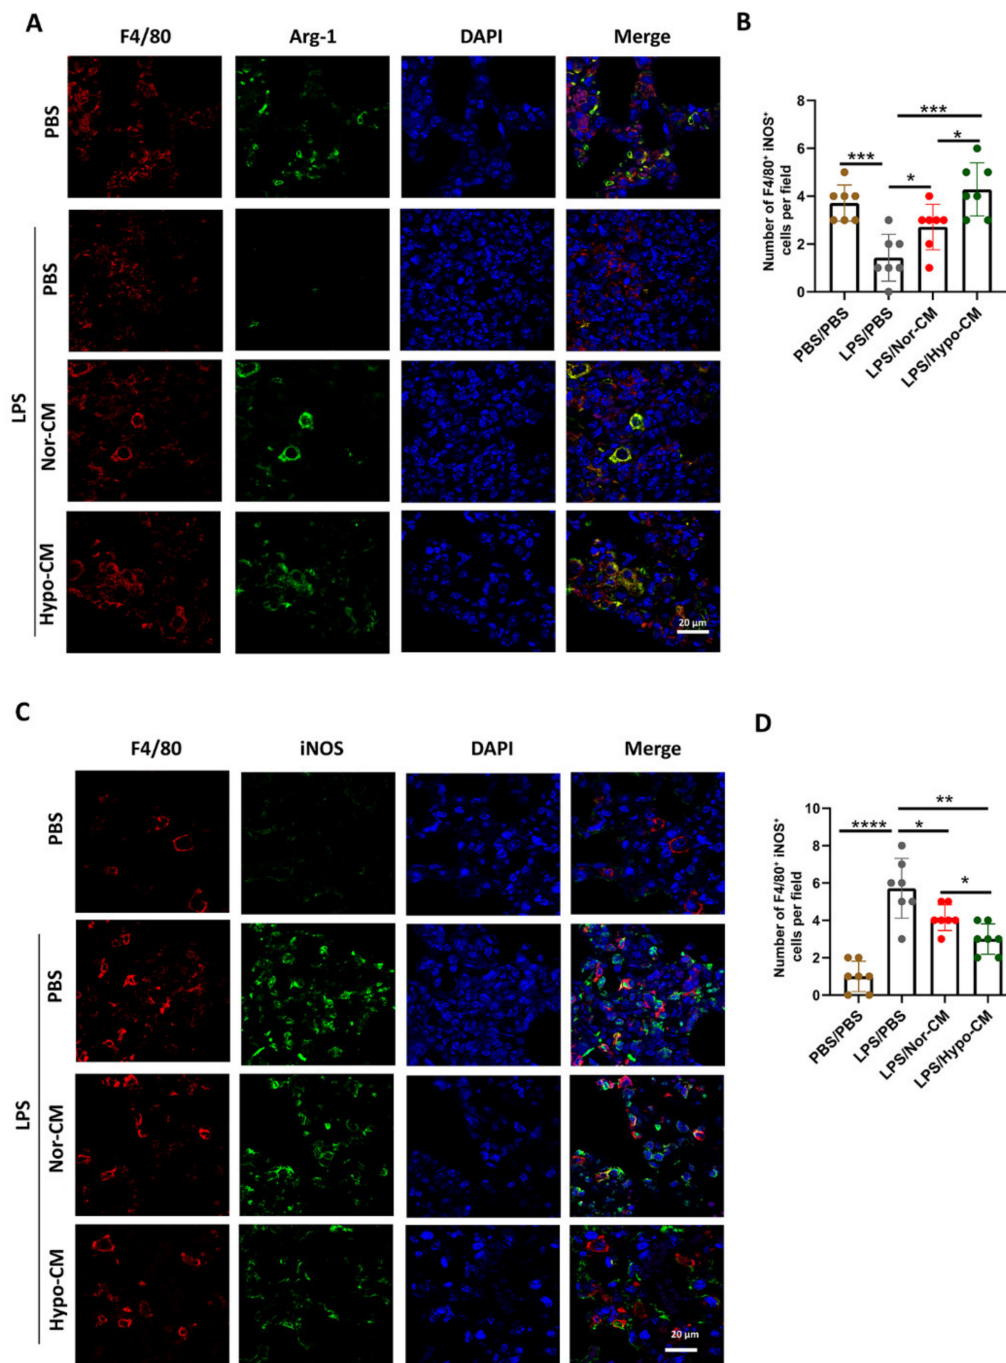 A
F4/80 Arg-1 DAPI Merge
PBS
LPS
PBS
Nor-CM
Hypo-CM
20 µm
B
Number of F4/80⁺ iNOS⁺
cells per field
8
6
4
2
0
***
*
***
*
PBS/PBS
LPS/PBS
LPS/Nor-CM
LPS/Hypo-CM
C
F4/80 iNOS DAPI Merge
PBS
LPS
PBS
Nor-CM
Hypo-CM
20 µm
D
Number of F4/80⁺ iNOS⁺
cells per field
10
8
6
4
2
0
**
**** *
*
PBS/PBS
LPS/PBS
LPS/Nor-CM
LPS/Hypo-CM